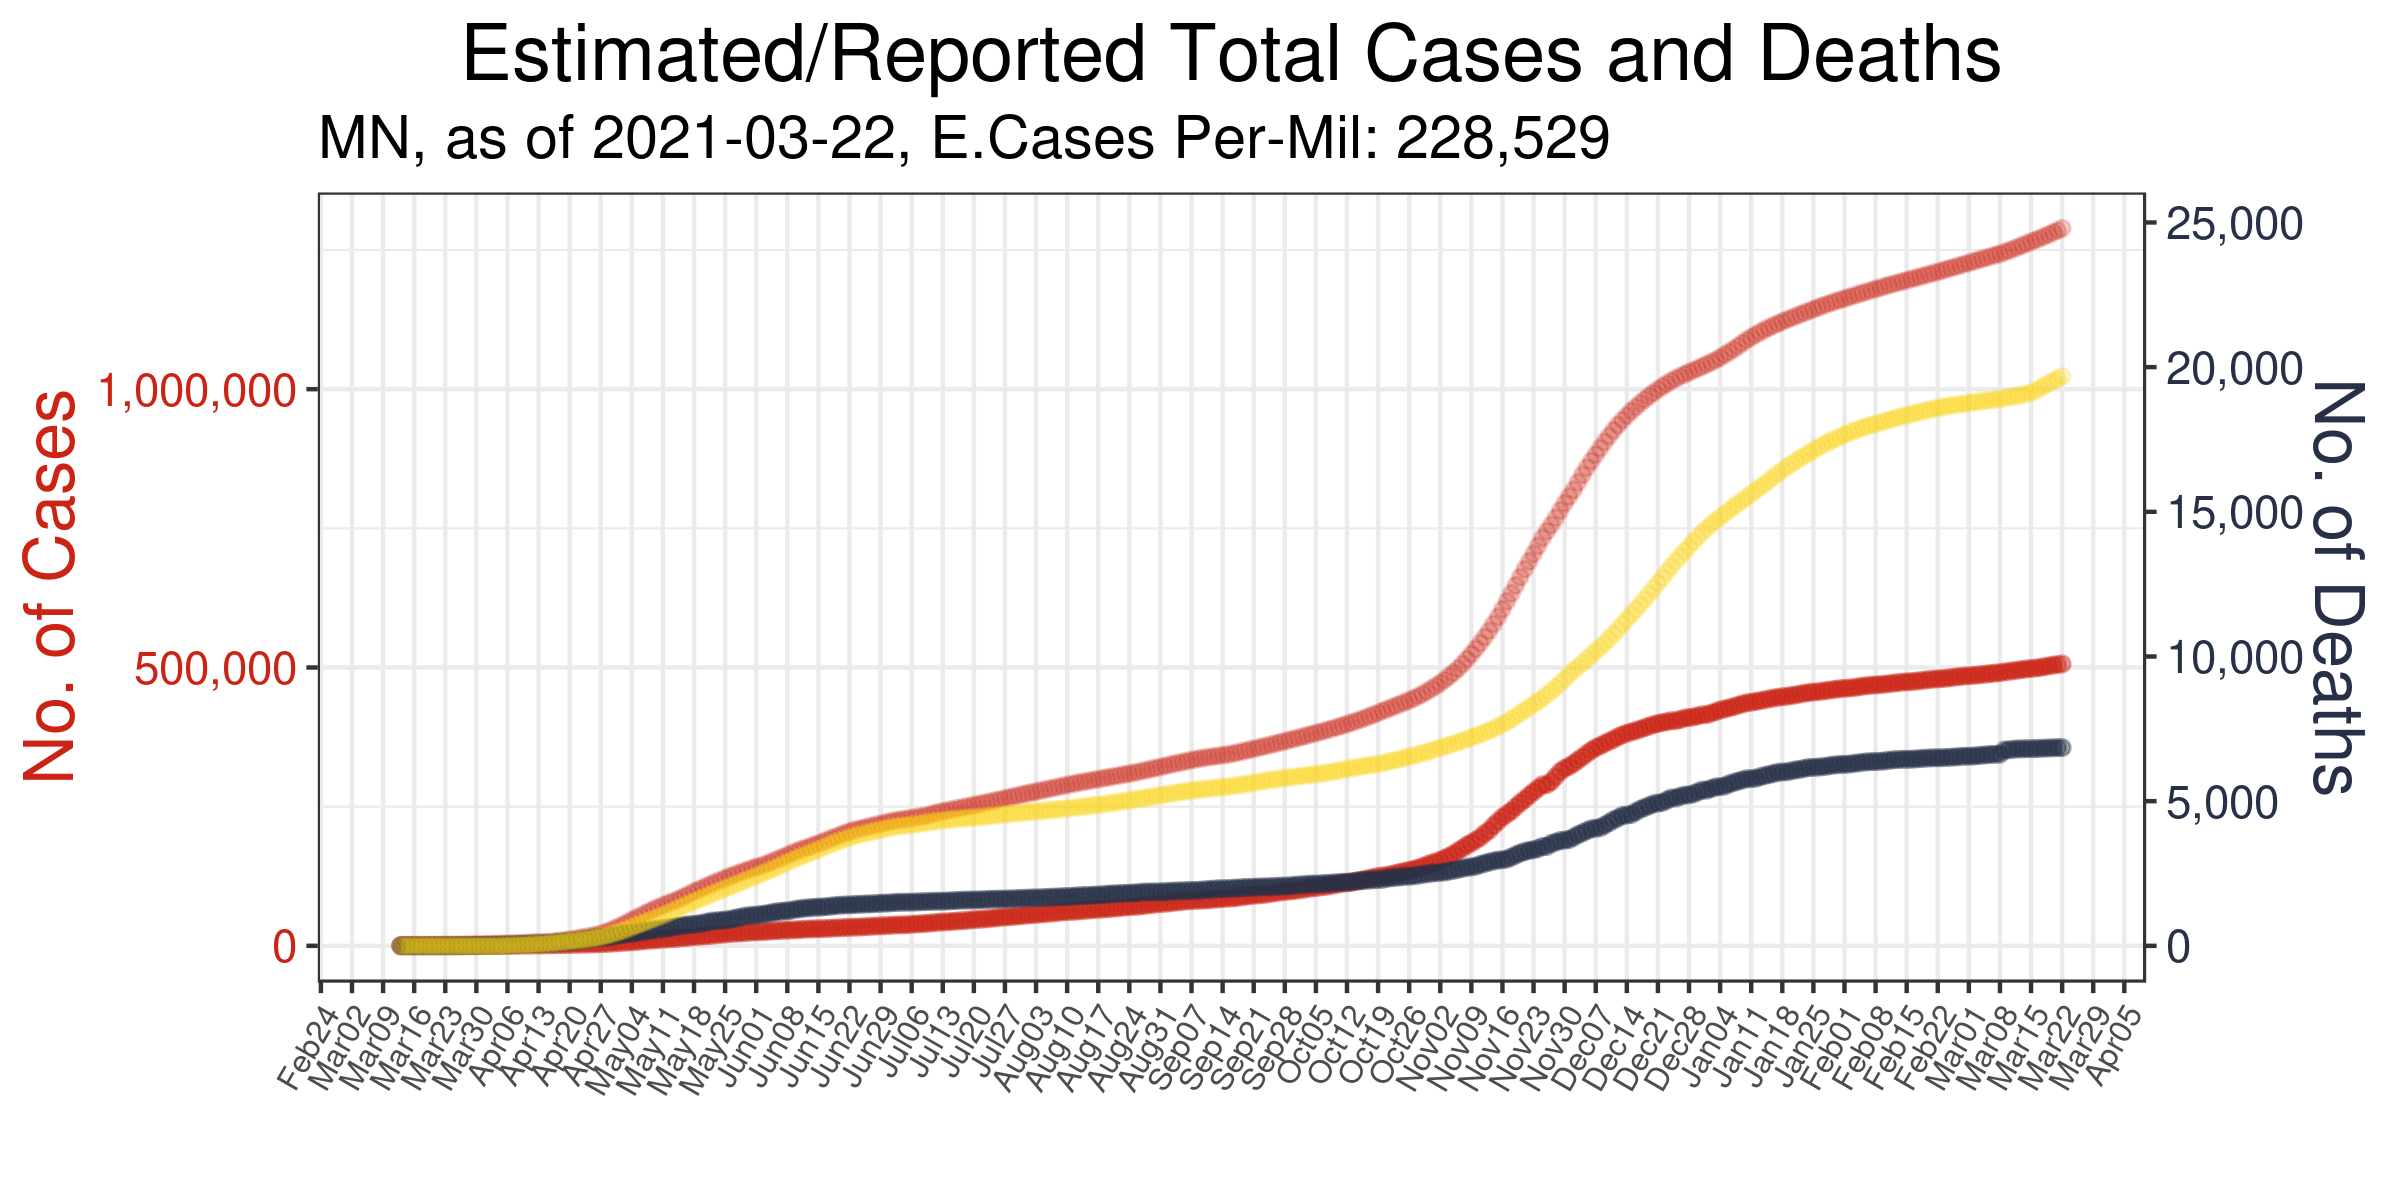 Estimated/Reported Total Cases and Deaths
MN, as of 2021-03-22, E.Cases Per-Mil: 228,529
No. of Cases
1,000,000
500,000
0
25,000
20,000
15,000
10,000
5,000
0
No. of Deaths
Feb24
Mar02
Mar09
Mar16
Mar23
Mar30
Apr06
Apr13
Apr20
Apr27
May04
May11
May18
May25
Jun01
Jun08
Jun15
Jun22
Jun29
Jul06
Jul13
Jul20
Jul27
Aug03
Aug10
Aug17
Aug24
Aug31
Sep07
Sep14
Sep21
Sep28
Oct05
Oct12
Oct19
Oct26
Nov02
Nov09
Nov16
Nov23
Nov30
Dec07
Dec14
Dec21
Dec28
Jan04
Jan11
Jan18
Jan25
Feb01
Feb08
Feb15
Feb22
Mar01
Mar08
Mar15
Mar22
Mar29
Apr05